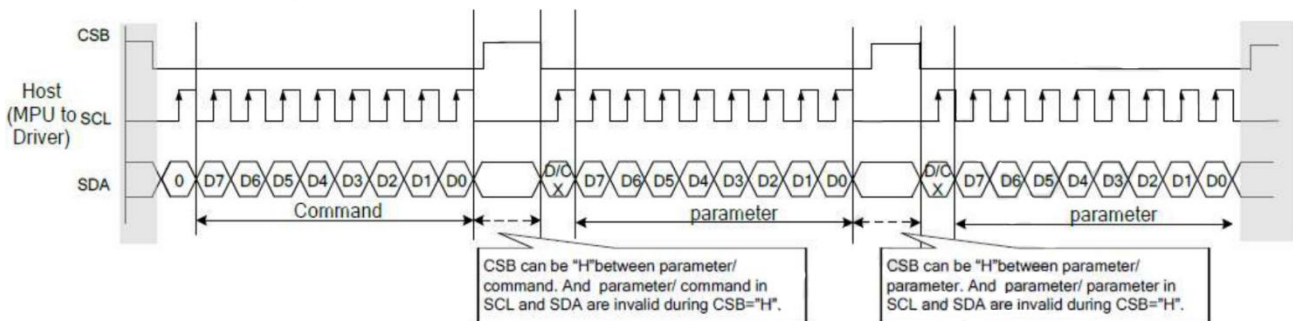 CSB
Host
(MPU to
Driver)
SCL
SDA
0 D7 D6 D5 D4 D3 D2 D1 D0 D/C X D7 D6 D5 D4 D3 D2 D1 D0 D/C X D7 D6 D5 D4 D3 D2 D1 D0
Command parameter parameter
CSB can be "H"between parameter/
command. And parameter/ command in
SCL and SDA are invalid during CSB="H".
CSB can be "H"between parameter/
parameter. And parameter/ parameter in
SCL and SDA are invalid during CSB="H".